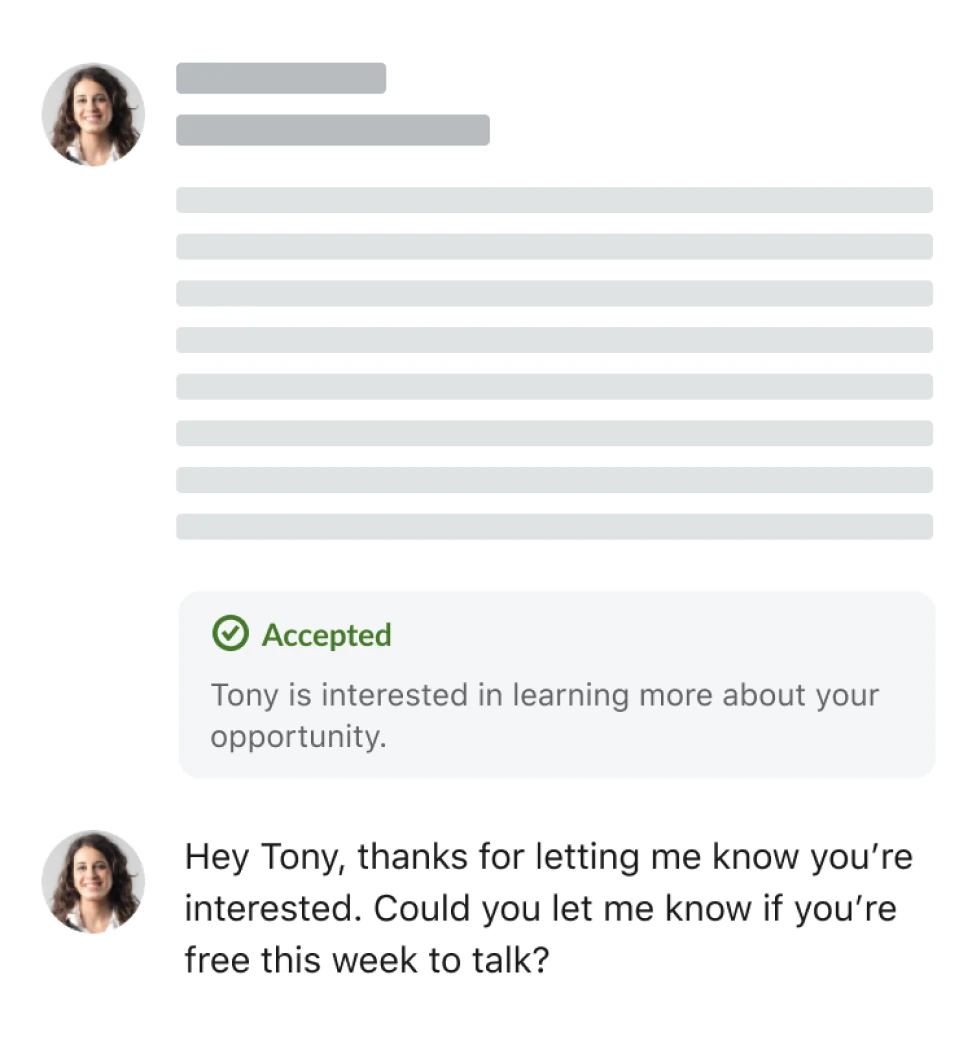 Accepted
Tony is interested in learning more about your
opportunity.
Hey Tony, thanks for letting me know you’re
interested. Could you let me know if you’re
free this week to talk?